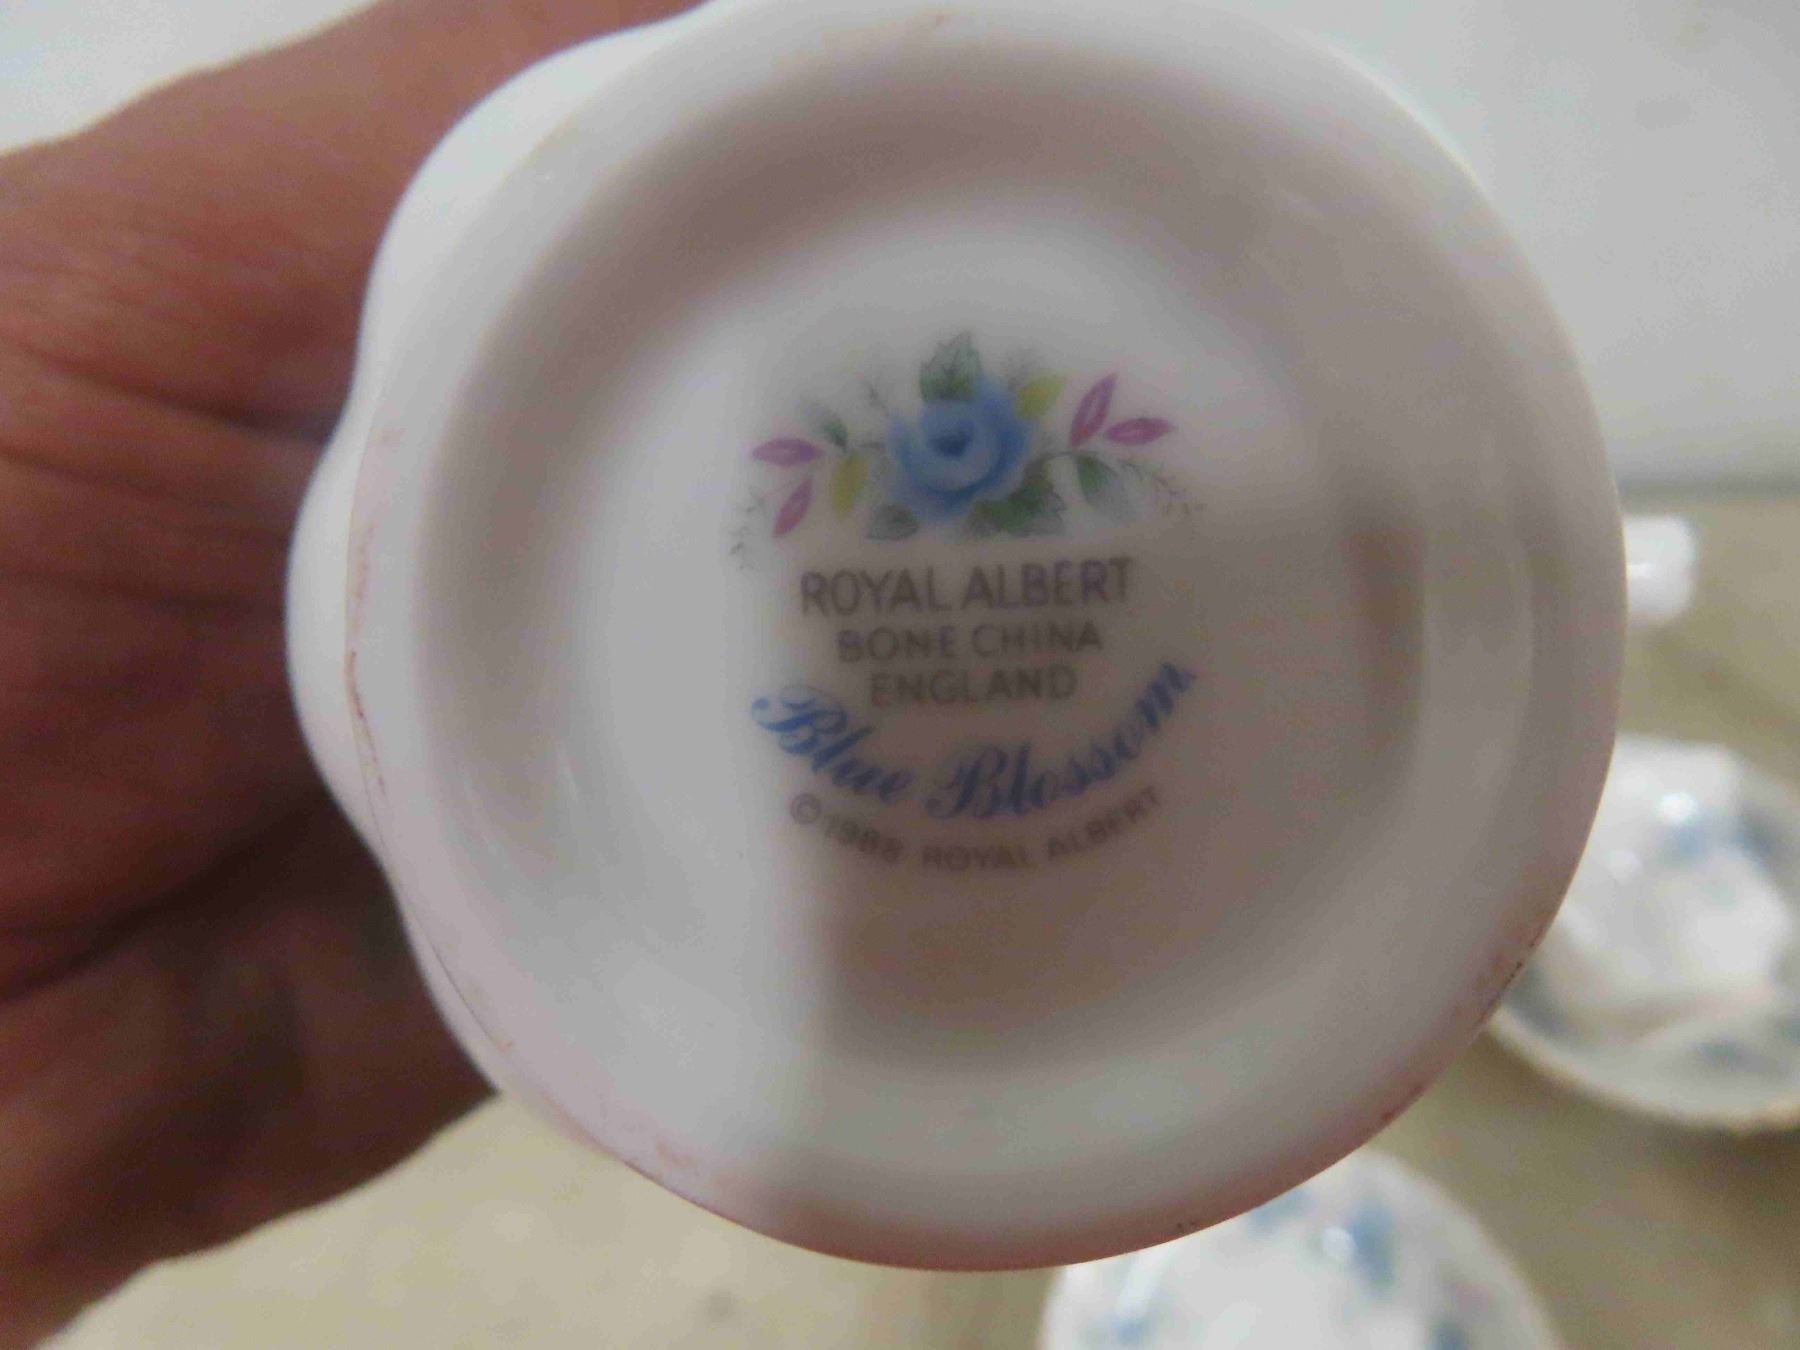 ROYAL ALBERT
BONE CHINA
ENGLAND
Blue Blossom
© 1988 ROYAL ALBERT